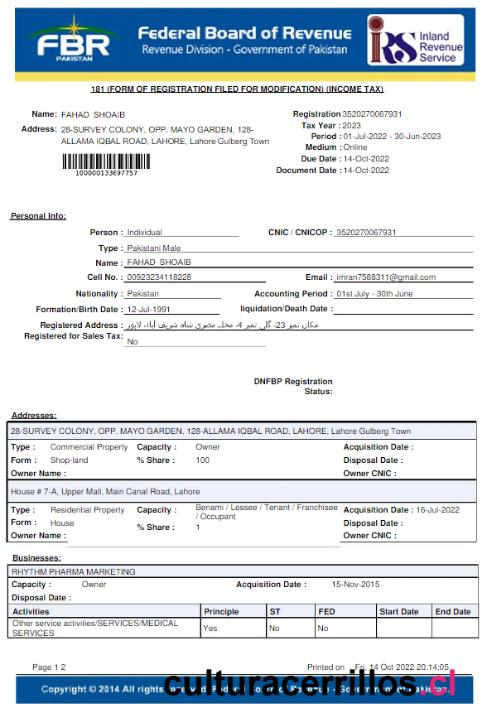 FBR
PAKISTAN
Federal Board of Revenue
Revenue Division - Government of Pakistan
IRS
Inland
Revenue
Service
181 (FORM OF REGISTRATION FILED FOR MODIFICATION) (INCOME TAX)
Name: FAHAD SHOAIB
Address: 28-SURVEY COLONY, OPP. MAYO GARDEN, 128-
ALLAMA IQBAL ROAD, LAHORE, Lahore Gulberg Town
100000133697757
Registration 3520270067931
Tax Year : 2023
Period : 01-Jul-2022 - 30-Jun-2023
Medium : Online
Due Date : 14-Oct-2022
Document Date : 14-Oct-2022
Personal Info:
Person : Individual CNIC / CNICOP : 3520270067931
Type : Pakistani Male
Name : FAHAD SHOAIB
Cell No. : 00923234118228 Email : imran7588311@gmail.com
Nationality : Pakistan Accounting Period : 01st July - 30th June
Formation/Birth Date : 12-Jul-1991 liquidation/Death Date :
Registered Address : مکان نمبر 23، گلی نمبر 4، محلہ مصری شاہ شریف آباد، لاہور
Registered for Sales Tax: No
DNFBP Registration
Status:
Addresses:
28-SURVEY COLONY, OPP. MAYO GARDEN, 128-ALLAMA IQBAL ROAD, LAHORE, Lahore Gulberg Town
Type : Commercial Property Capacity : Owner Acquisition Date :
Form : Shop-land % Share : 100 Disposal Date :
Owner Name : Owner CNIC :
House # 7-A, Upper Mall, Main Canal Road, Lahore
Type : Residential Property Capacity : Benami / Lessee / Tenant / Franchisee / Occupant Acquisition Date : 16-Jul-2022
Form : House % Share : 1 Disposal Date :
Owner Name : Owner CNIC :
Businesses:
RHYTHM PHARMA MARKETING
Capacity : Owner Acquisition Date : 15-Nov-2015
Disposal Date :
Activities Principle ST FED Start Date End Date
Other service activities/SERVICES/MEDICAL Yes No No
SERVICES
Page 1 2 Printed on Fri, 14 Oct 2022 20:14:05
Copyright © 2014 All rights reserved. Federal Board of Revenue - Government of Pakistan.
culturacerrillos.cl